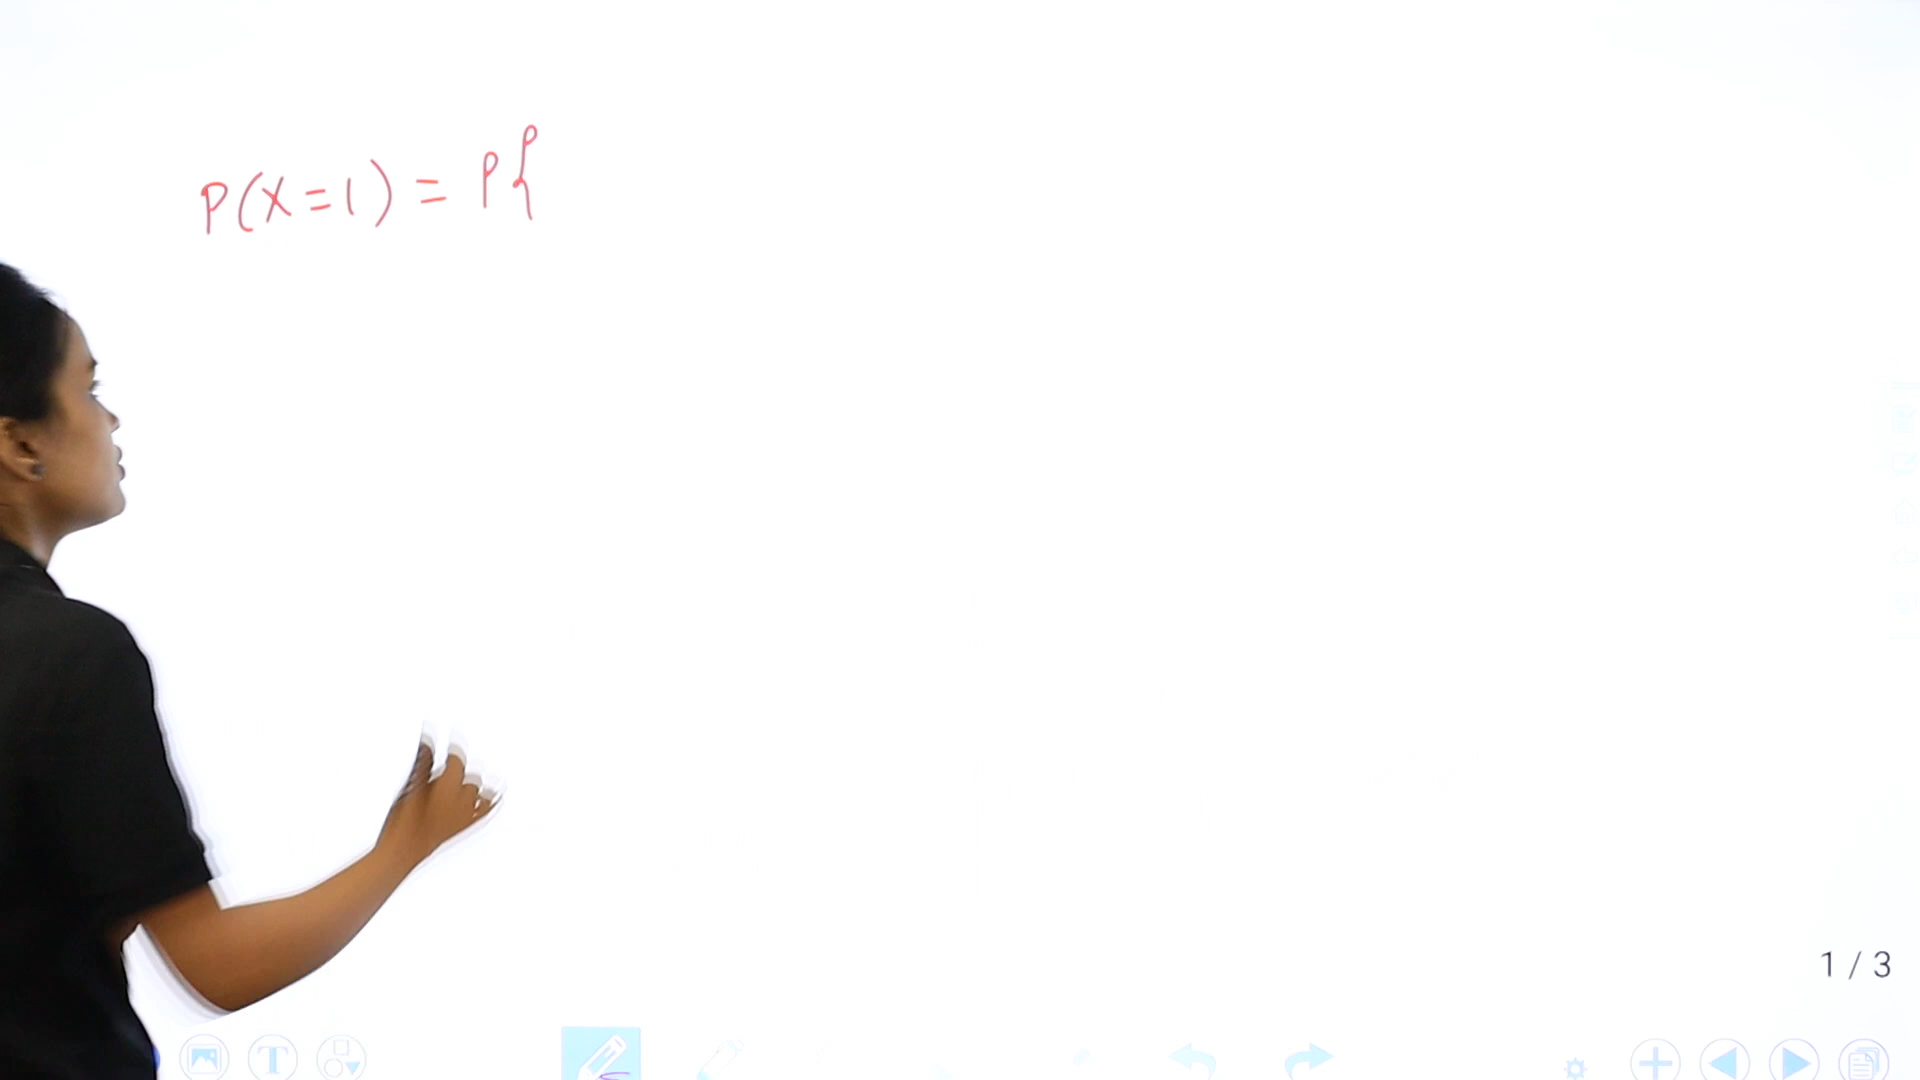 P(X=1) = P{
1 / 3
T